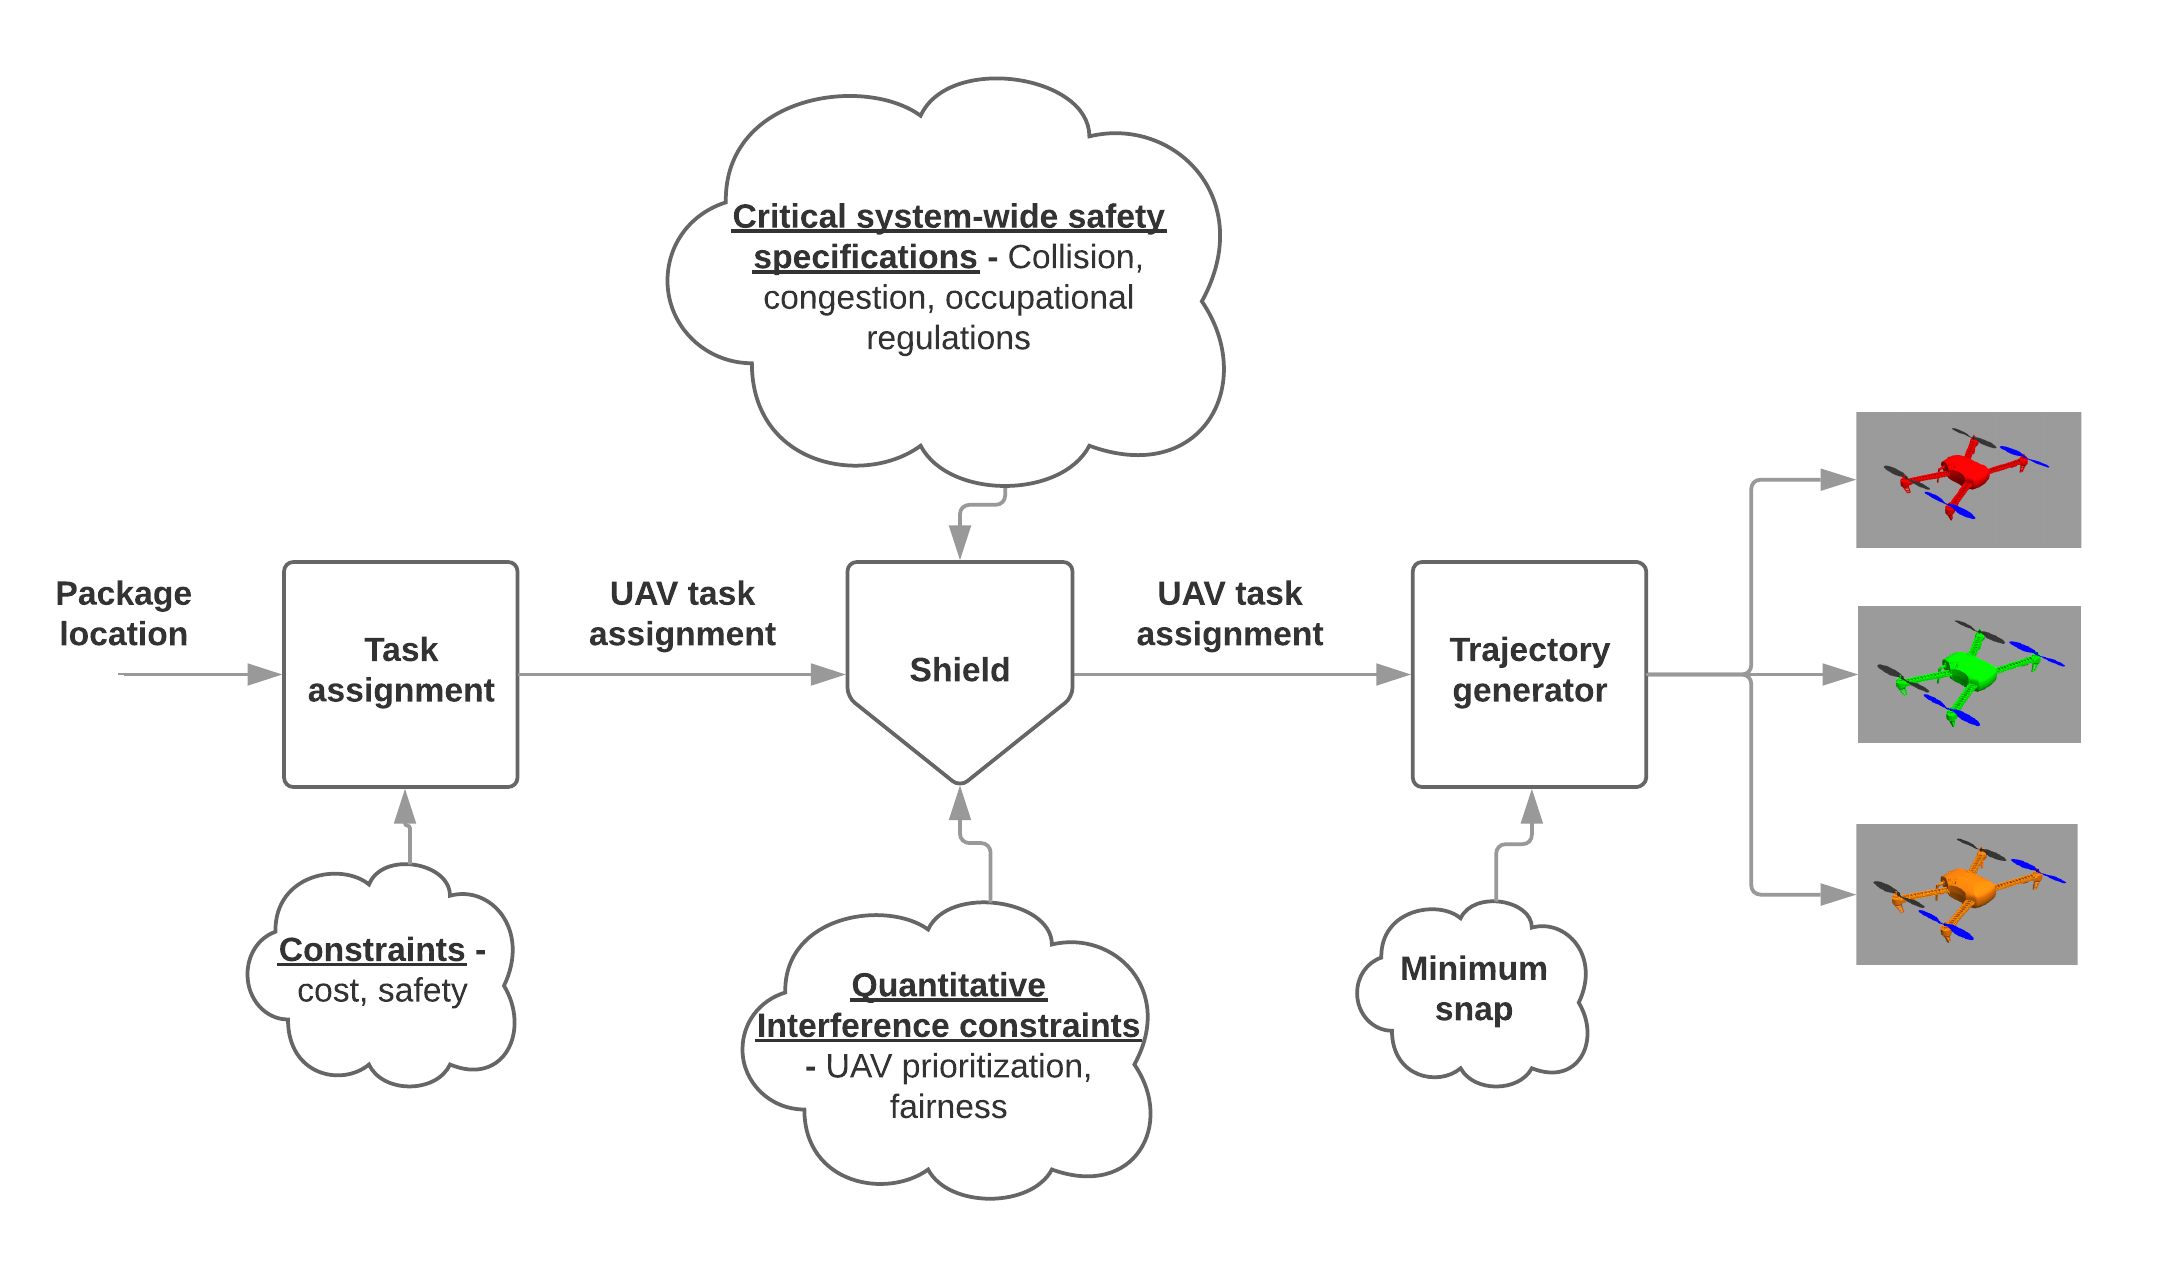 Critical system-wide safety
specifications - Collision,
congestion, occupational
regulations
Package
location
Task
assignment
UAV task
assignment
Shield
UAV task
assignment
Trajectory
generator
Constraints -
cost, safety
Quantitative
Interference constraints
- UAV prioritization,
fairness
Minimum
snap